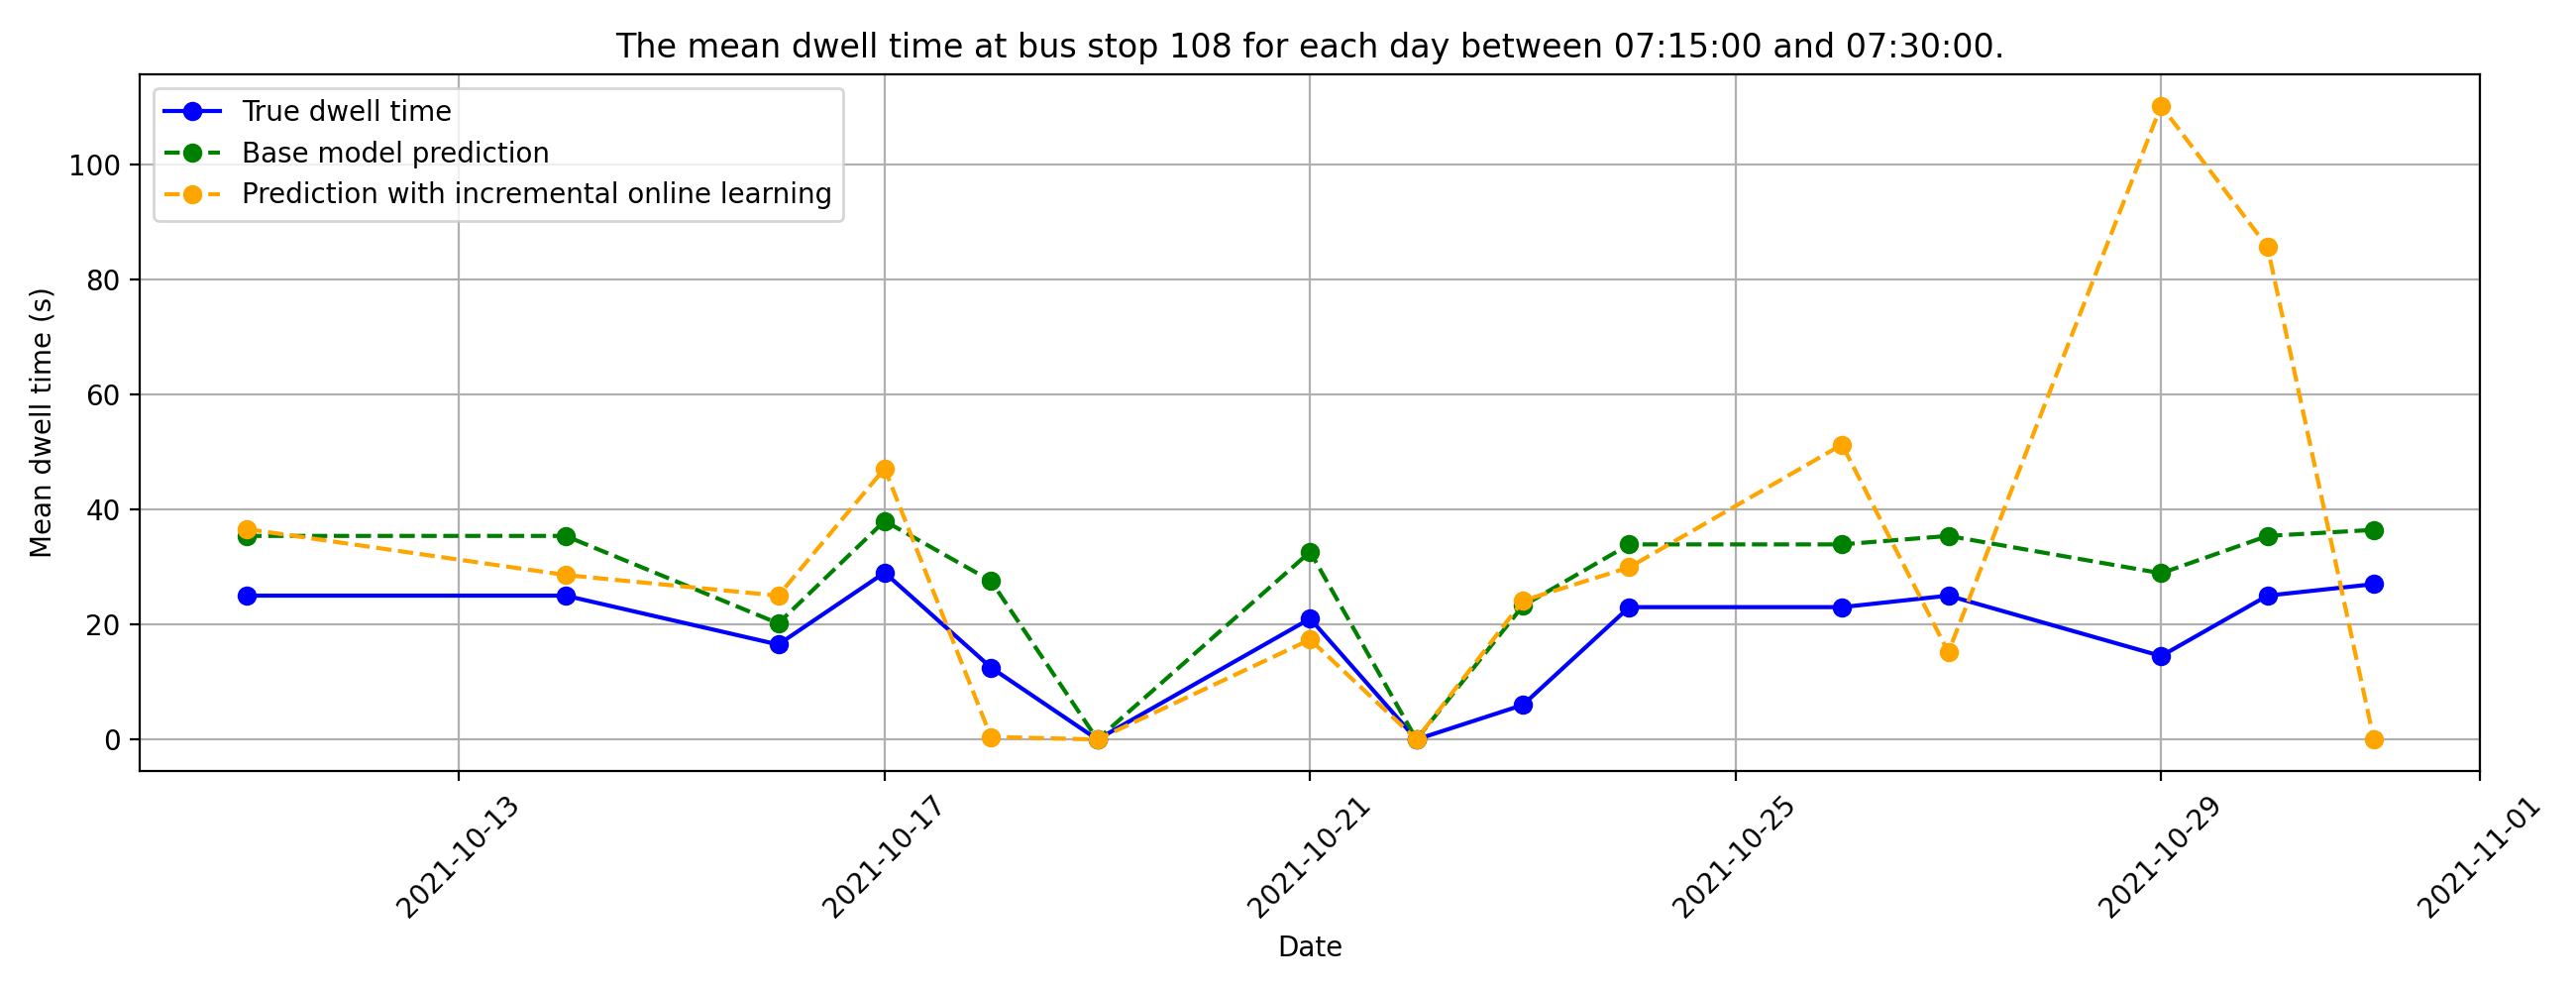 The mean dwell time at bus stop 108 for each day between 07:15:00 and 07:30:00.
True dwell time
Base model prediction
Prediction with incremental online learning
Mean dwell time (s)
100
80
60
40
20
0
2021-10-13
2021-10-17
2021-10-21
2021-10-25
2021-10-29
2021-11-01
Date